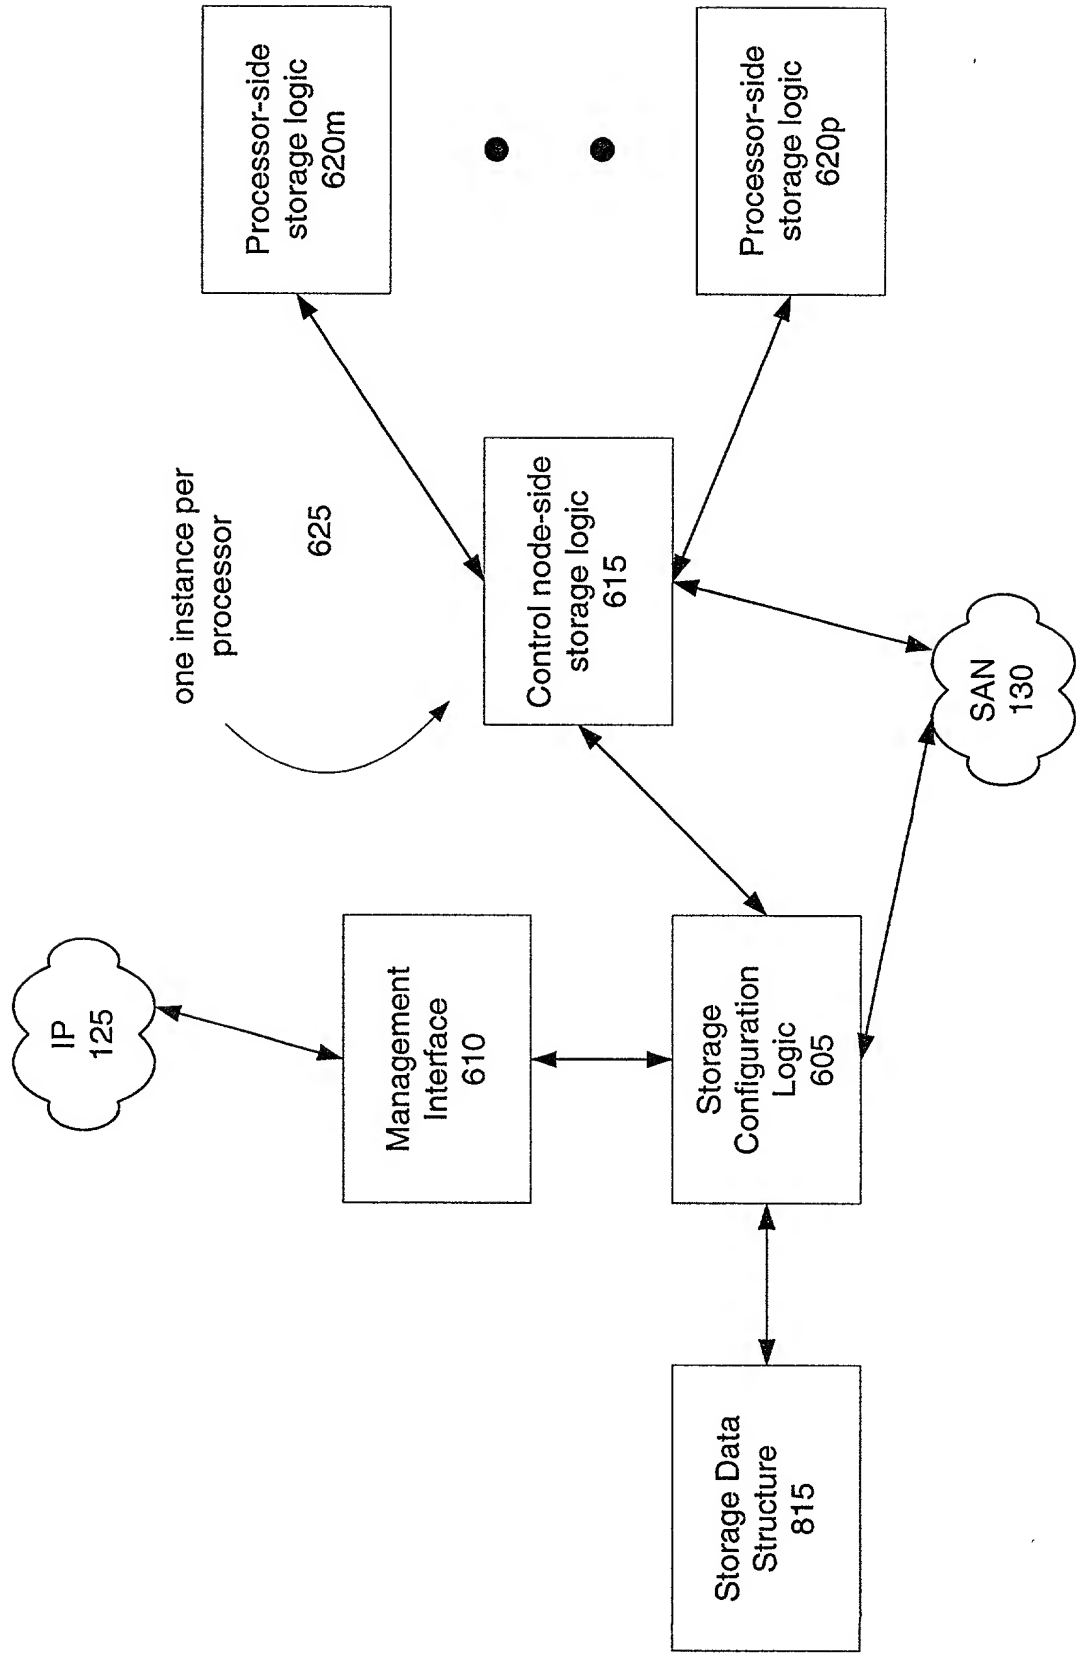 IP
125
Management
Interface
610
Storage
Configuration
Logic
605
Storage Data
Structure
815
one instance per
processor
625
Control node-side
storage logic
615
SAN
130
Processor-side
storage logic
620m
Processor-side
storage logic
620p